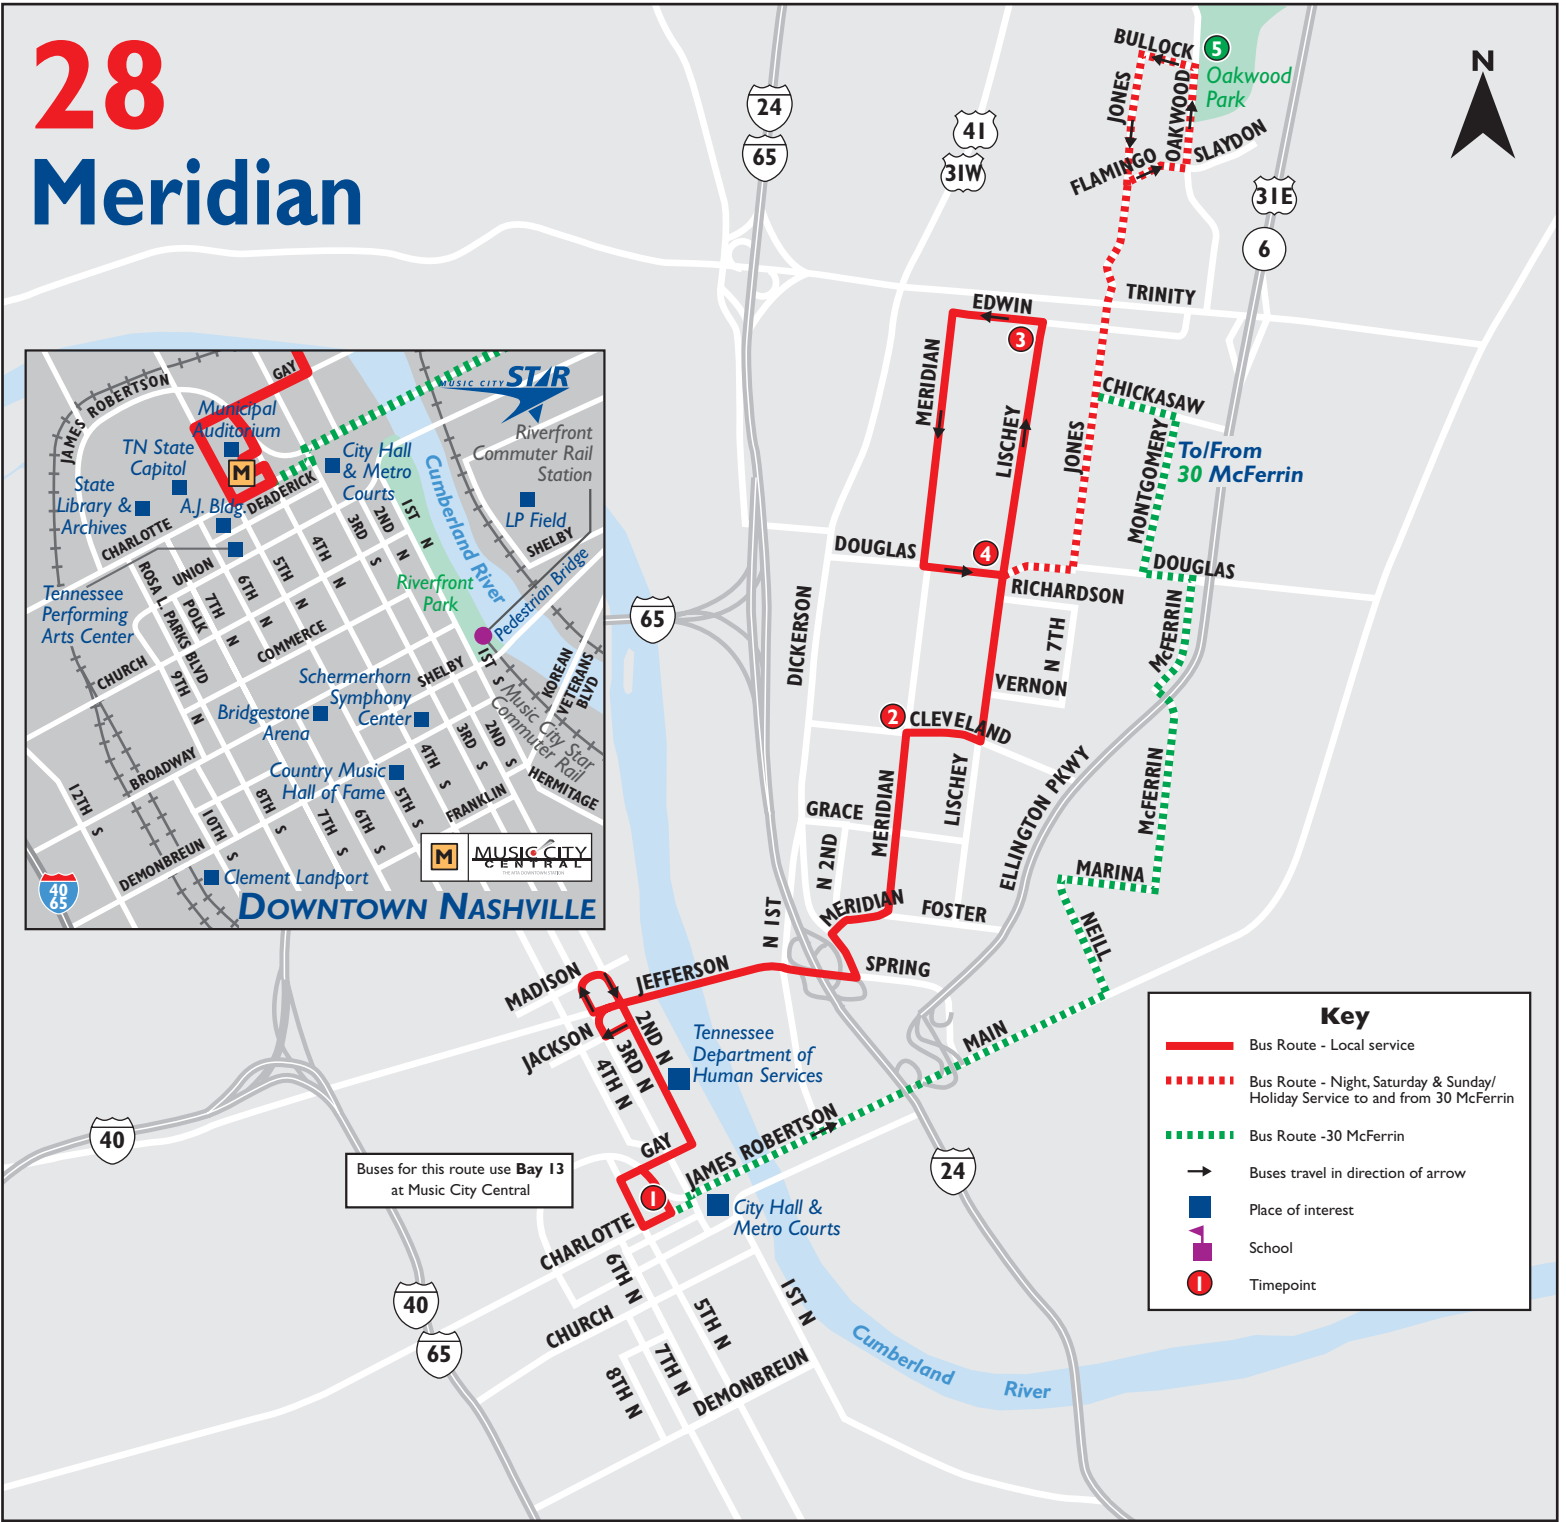 28
Meridian
24
65
41
31W
31E
6
N
BULLOCK
5
Oakwood
Park
JONES
OAKWOOD
FLAMINGO
SLAYDON
TRINITY
EDWIN
3
MERIDIAN
LISCHEY
JONES
CHICKASAW
MONTGOMERY
To/From
30 McFerrin
DOUGLAS
4
RICHARDSON
DOUGLAS
McFERRIN
DICKERSON
N 7TH
VERNON
65
2
CLEVELAND
LISCHEY
MERIDIAN
GRACE
N 2ND
ELLINGTON PKWY
McFERRIN
MARINA
NEILL
MERIDIAN
FOSTER
N 1ST
SPRING
JEFFERSON
MADISON
JACKSON
2ND N
3RD N
4TH N
Tennessee
Department of
Human Services
MAIN
JAMES ROBERTSON
GAY
1
City Hall &
Metro Courts
CHARLOTTE
6TH N
5TH N
1ST N
CHURCH
7TH N
8TH N
DEMONBREUN
Cumberland
River
24
40
40
65
Buses for this route use Bay 13
at Music City Central
JAMES ROBERTSON
GAY
Municipal
Auditorium
MUSIC CITY
STAR
Riverfront
Commuter Rail
Station
TN State
Capitol
M
City Hall
& Metro
Courts
State
Library &
Archives
A.J. Bldg.
DEADERICK
Cumberland River
LP Field
SHELBY
CHARLOTTE
UNION
1ST N
2ND N
3RD S
4TH N
5TH N
6TH N
7TH N
POLK
ROSA L. PARKS BLVD
9TH N
Riverfront
Park
Pedestrian Bridge
Tennessee
Performing
Arts Center
COMMERCE
CHURCH
Schermerhorn
Symphony
Center
SHELBY
1ST S
KOREAN
VETERANS
BLVD
Music City Star
Commuter Rail
Bridgestone
Arena
BROADWAY
Country Music
Hall of Fame
2ND S
3RD S
4TH S
5TH S
6TH S
7TH S
8TH S
10TH S
12TH S
FRANKLIN
HERMITAGE
DEMONBREUN
Clement Landport
M
MUSIC CITY
CENTRAL
THE MTA DOWNTOWN STATION
40
65
DOWNTOWN NASHVILLE
Key
Bus Route - Local service
Bus Route - Night, Saturday & Sunday/
Holiday Service to and from 30 McFerrin
Bus Route -30 McFerrin
Buses travel in direction of arrow
Place of interest
School
1
Timepoint